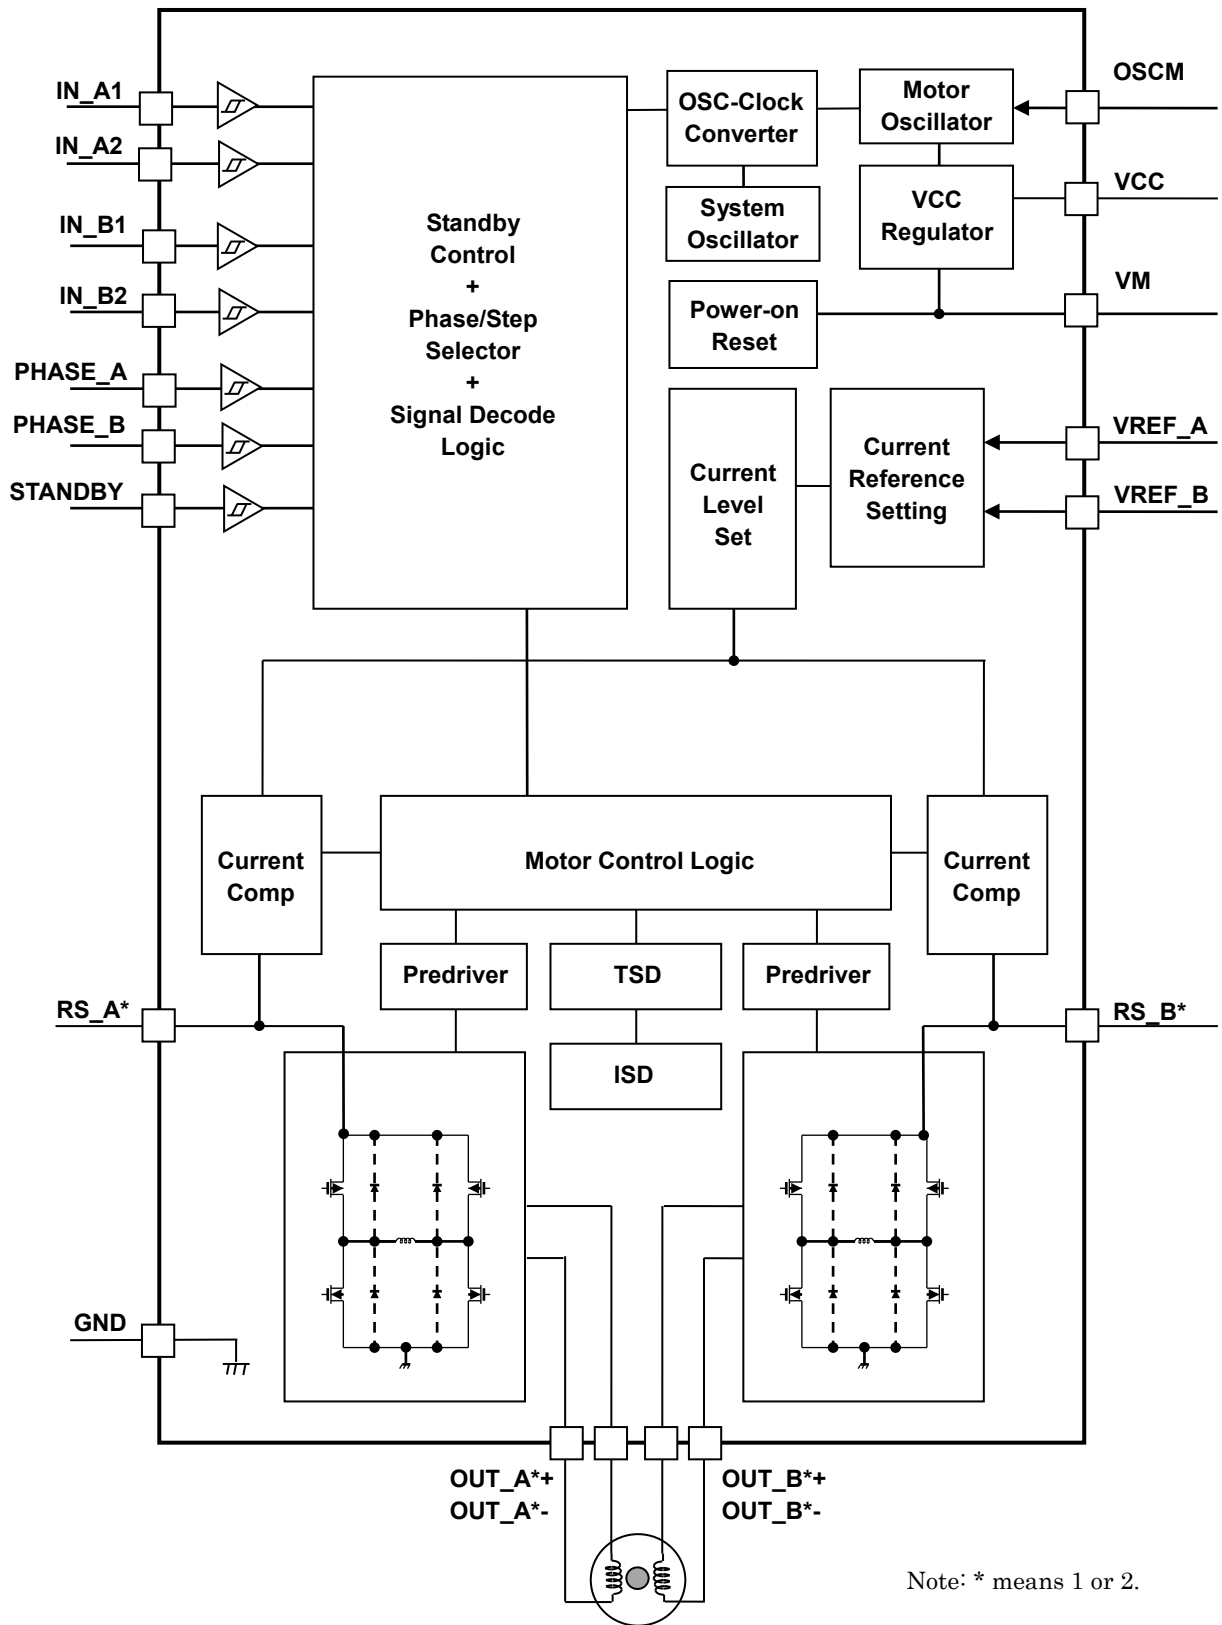 IN_A1
IN_A2
IN_B1
IN_B2
PHASE_A
PHASE_B
STANDBY
Standby
Control
+
Phase/Step
Selector
+
Signal Decode
Logic
OSC-Clock
Converter
Motor
Oscillator
System
Oscillator
VCC
Regulator
Power-on
Reset
Current
Level
Set
Current
Reference
Setting
OSCM
VCC
VM
VREF_A
VREF_B
Current
Comp
Motor Control Logic
Current
Comp
Predriver
TSD
Predriver
ISD
RS_A*
RS_B*
GND
OUT_A*+
OUT_A*-
OUT_B*+
OUT_B*-
Note: * means 1 or 2.